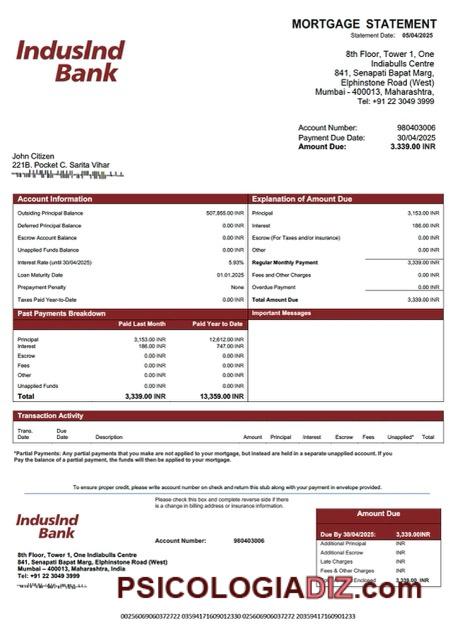 MORTGAGE STATEMENT
Statement Date: 05/04/2025
IndusInd
Bank
8th Floor, Tower 1, One
Indiabulls Centre
841, Senapati Bapat Marg,
Elphinstone Road (West)
Mumbai - 400013, Maharashtra,
Tel: +91 22 3049 3999
Account Number: 980403006
Payment Due Date: 30/04/2025
Amount Due: 3.339.00 INR
John Citizen
221B. Pocket C. Sarita Vihar
Account Information
Outsiding Principal Balance 507,855.00 INR
Deferred Principal Balance 0.00 INR
Escrow Account Balance 0.00 INR
Unapplied Funds Balance 0.00 INR
Interest Rate (until 30/04/2025) 5.93%
Loan Maturity Date 01.01.2025
Prepayment Penalty None
Taxes Paid Year-to-Date 0.00 INR
Explanation of Amount Due
Principal 3,153.00 INR
Interest 186.00 INR
Escrow (For Taxes and/or insurance) 0.00 INR
Other 0.00 INR
Regular Monthly Payment 3,339.00 INR
Fees and Other Charges 0.00 INR
Overdue Payment 0.00 INR
Total Amount Due 3,339.00 INR
Past Payments Breakdown
Paid Last Month Paid Year to Date
Principal 3,153.00 INR 12,612.00 INR
Interest 186.00 INR 747.00 INR
Escrow 0.00 INR 0.00 INR
Fees 0.00 INR 0.00 INR
Other 0.00 INR 0.00 INR
Unapplied Funds 0.00 INR 0.00 INR
Total 3,339.00 INR 13,359.00 INR
Important Messages
Transaction Activity
Trans. Date Due Date Description Amount Principal Interest Escrow Fees Unapplied* Total
*Partial Payments: Any partial payments that you make are not applied to your mortgage, but instead are held in a separate unapplied account. If you
Pay the balance of a partial payment, the funds will then be applied to your mortgage.
To ensure proper credit, please write account number on check and return this stub along with your payment in envelope provided.
Please check this box and complete reverse side if there
is a change in billing address or insurance information.
IndusInd
Bank
Account Number: 980403006
8th Floor, Tower 1, One Indiabulls Centre
841, Senapati Bapat Marg, Elphinstone Road (West)
Mumbai – 400013, Maharashtra, India
Tel: +91 22 3049 3999
Amount Due
Due By 30/04/2025: 3,339.00INR
Additional Principal INR
Additional Escrow INR
Late Charges INR
Fees & Other Charges INR
Enclosed 3,339.00 INR
PSICOLOGIADIZ.com